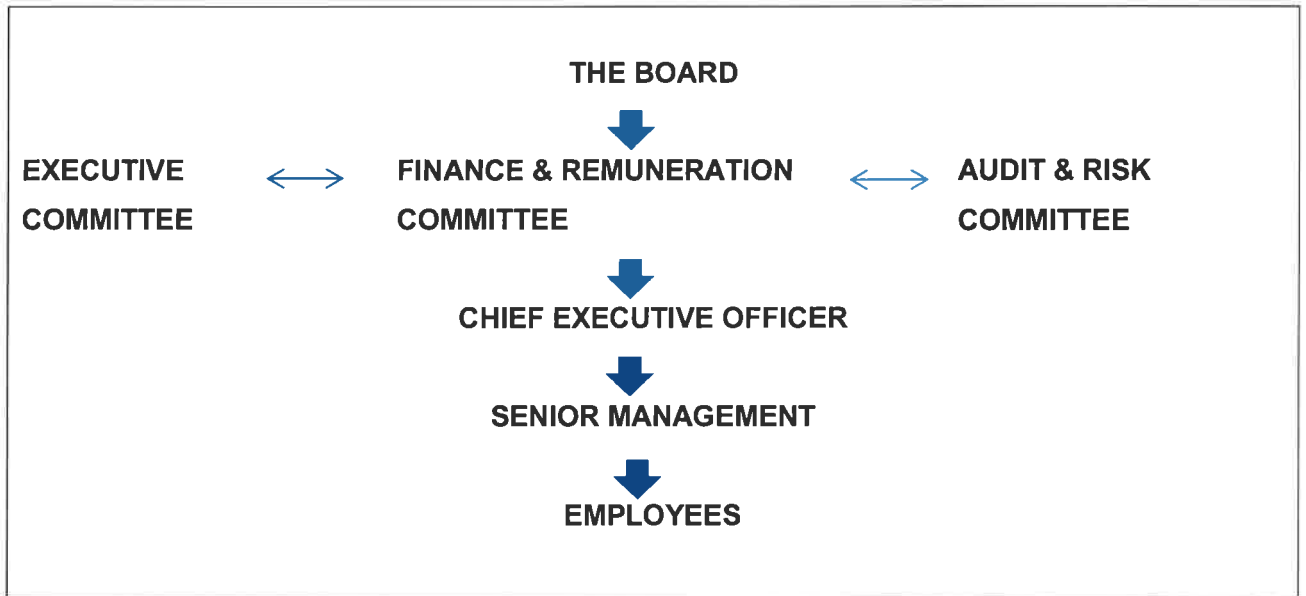 THE BOARD
EXECUTIVE
COMMITTEE
FINANCE & REMUNERATION
COMMITTEE
AUDIT & RISK
COMMITTEE
CHIEF EXECUTIVE OFFICER
SENIOR MANAGEMENT
EMPLOYEES